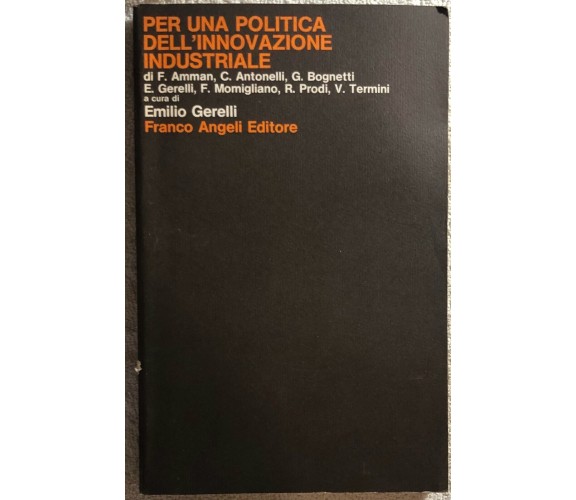 PER UNA POLITICA
DELL'INNOVAZIONE
INDUSTRIALE
di F. Amman, C. Antonelli, G. Bognetti
E. Gerelli, F. Momigliano, R. Prodi, V. Termini
a cura di
Emilio Gerelli
Franco Angeli Editore